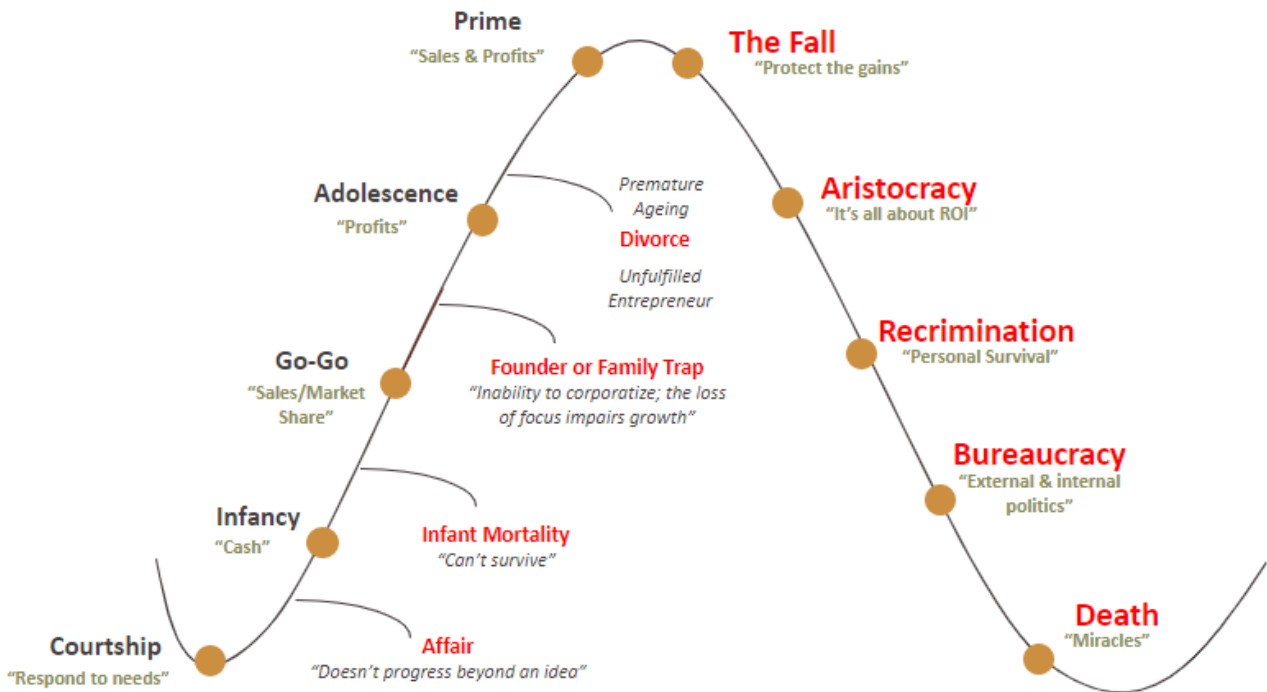 Prime
“Sales & Profits”
The Fall
“Protect the gains”
Adolescence
“Profits”
Premature
Ageing
Divorce
Unfulfilled
Entrepreneur
Aristocracy
“It’s all about ROI”
Go-Go
“Sales/Market
Share”
Founder or Family Trap
“Inability to corporatize; the loss
of focus impairs growth”
Recrimination
“Personal Survival”
Infancy
“Cash”
Infant Mortality
“Can’t survive”
Bureaucracy
“External & internal
politics”
Courtship
“Respond to needs”
Affair
“Doesn’t progress beyond an idea”
Death
“Miracles”